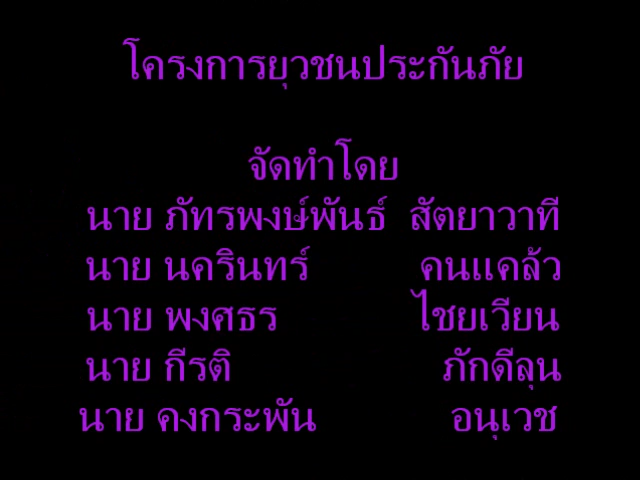 โครงการยุวชนประกันภัย
จัดทำโดย
นาย ภัทรพงษ์พันธ์ สัตยาวาที
นาย นครินทร์ คนแคล้ว
นาย พงศธร ไชยเวียน
นาย กีรติ ภักดีลุน
นาย คงกระพัน อนุเวช